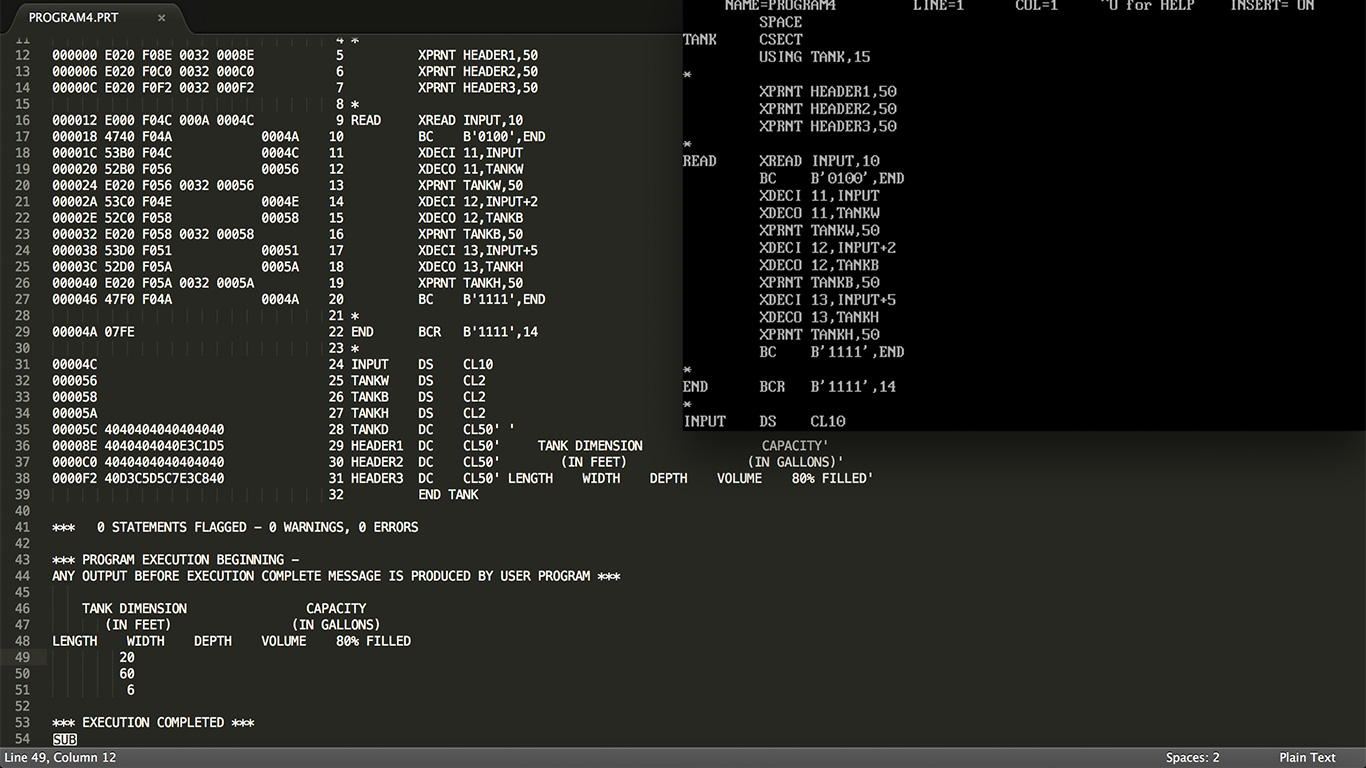 PROGRAM4.PRT ×
11 4 *
12 000000 E020 F08E 0032 0008E 5 XPRNT HEADER1,50
13 000006 E020 F0C0 0032 000C0 6 XPRNT HEADER2,50
14 00000C E020 F0F2 0032 000F2 7 XPRNT HEADER3,50
15 8 *
16 000012 E000 F04C 000A 0004C 9 READ XREAD INPUT,10
17 000018 4740 F04A 0004A 10 BC B'0100',END
18 00001C 53B0 F04C 0004C 11 XDECI 11,INPUT
19 000020 52B0 F056 00056 12 XDECO 11,TANKW
20 000024 E020 F056 0032 00056 13 XPRNT TANKW,50
21 00002A 53C0 F04E 0004E 14 XDECI 12,INPUT+2
22 00002E 52C0 F058 00058 15 XDECO 12,TANKB
23 000032 E020 F058 0032 00058 16 XPRNT TANKB,50
24 000038 53D0 F051 00051 17 XDECI 13,INPUT+5
25 00003C 52D0 F05A 0005A 18 XDECO 13,TANKH
26 000040 E020 F05A 0032 0005A 19 XPRNT TANKH,50
27 000046 47F0 F04A 0004A 20 BC B'1111',END
28 21 *
29 00004A 07FE 22 END BCR B'1111',14
30 23 *
31 00004C 24 INPUT DS CL10
32 000056 25 TANKW DS CL2
33 000058 26 TANKB DS CL2
34 00005A 27 TANKH DS CL2
35 00005C 4040404040404040 28 TANKD DC CL50' '
36 00008E 4040404040E3C1D5 29 HEADER1 DC CL50' TANK DIMENSION CAPACITY'
37 0000C0 4040404040404040 30 HEADER2 DC CL50' (IN FEET) (IN GALLONS)'
38 0000F2 40D3C5D5C7E3C840 31 HEADER3 DC CL50' LENGTH WIDTH DEPTH VOLUME 80% FILLED'
39 32 END TANK
40
41 *** 0 STATEMENTS FLAGGED - 0 WARNINGS, 0 ERRORS
42
43 *** PROGRAM EXECUTION BEGINNING -
44 ANY OUTPUT BEFORE EXECUTION COMPLETE MESSAGE IS PRODUCED BY USER PROGRAM ***
45
46 TANK DIMENSION CAPACITY
47 (IN FEET) (IN GALLONS)
48 LENGTH WIDTH DEPTH VOLUME 80% FILLED
49 20
50 60
51 6
52
53 *** EXECUTION COMPLETED ***
54 SUB
Line 49, Column 12 Spaces: 2 Plain Text
NAME=PROGRAM4 LINE=1 COL=1 ^U for HELP INSERT= ON
SPACE
TANK CSECT
USING TANK,15
*
XPRNT HEADER1,50
XPRNT HEADER2,50
XPRNT HEADER3,50
*
READ XREAD INPUT,10
BC B'0100',END
XDECI 11,INPUT
XDECO 11,TANKW
XPRNT TANKW,50
XDECI 12,INPUT+2
XDECO 12,TANKB
XPRNT TANKB,50
XDECI 13,INPUT+5
XDECO 13,TANKH
XPRNT TANKH,50
BC B'1111',END
*
END BCR B'1111',14
*
INPUT DS CL10